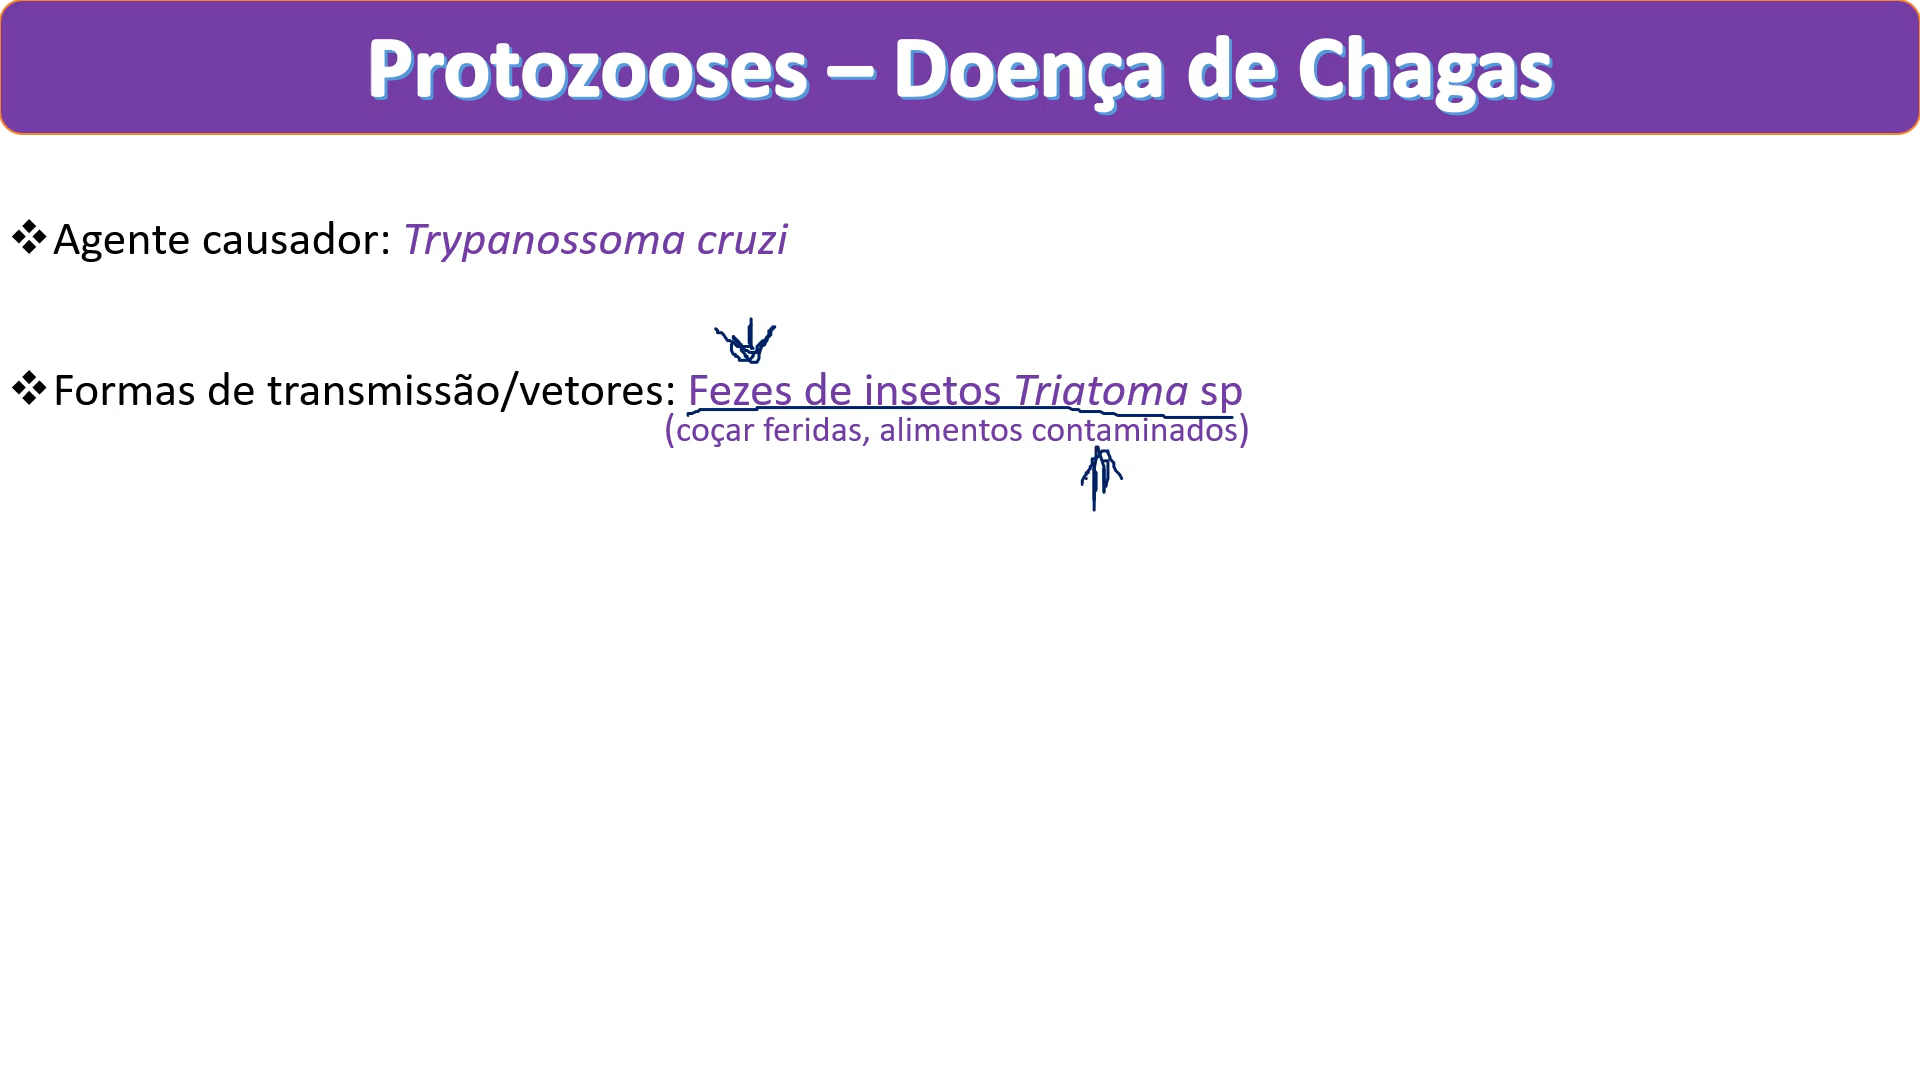 Protozooses – Doença de Chagas
❖Agente causador: Trypanossoma cruzi
❖Formas de transmissão/vetores: Fezes de insetos Triatoma sp
(coçar feridas, alimentos contaminados)